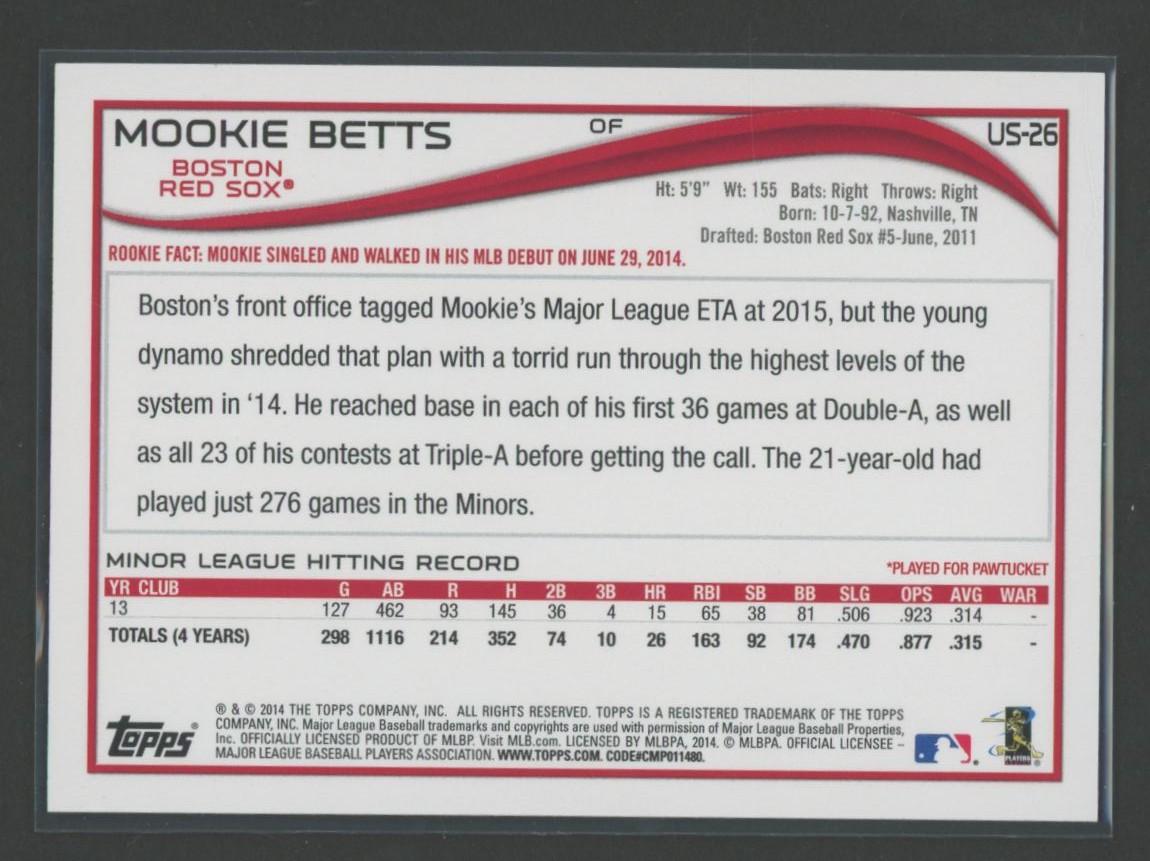 MOOKIE BETTS OF US-26
BOSTON
RED SOX®
Ht: 5'9" Wt: 155 Bats: Right Throws: Right
Born: 10-7-92, Nashville, TN
Drafted: Boston Red Sox #5-June, 2011
ROOKIE FACT: MOOKIE SINGLED AND WALKED IN HIS MLB DEBUT ON JUNE 29, 2014.
Boston's front office tagged Mookie's Major League ETA at 2015, but the young
dynamo shredded that plan with a torrid run through the highest levels of the
system in '14. He reached base in each of his first 36 games at Double-A, as well
as all 23 of his contests at Triple-A before getting the call. The 21-year-old had
played just 276 games in the Minors.
MINOR LEAGUE HITTING RECORD *PLAYED FOR PAWTUCKET
YR CLUB G AB R H 2B 3B HR RBI SB BB SLG OPS AVG WAR
13 127 462 93 145 36 4 15 65 38 81 .506 .923 .314 -
TOTALS (4 YEARS) 298 1116 214 352 74 10 26 163 92 174 .470 .877 .315 -
Topps®
® & © 2014 THE TOPPS COMPANY, INC. ALL RIGHTS RESERVED. TOPPS IS A REGISTERED TRADEMARK OF THE TOPPS
COMPANY, INC. Major League Baseball trademarks and copyrights are used with permission of Major League Baseball Properties,
Inc. OFFICIALLY LICENSED PRODUCT OF MLBP. Visit MLB.com. LICENSED BY MLBPA, 2014. © MLBPA. OFFICIAL LICENSEE –
MAJOR LEAGUE BASEBALL PLAYERS ASSOCIATION. WWW.TOPPS.COM. CODE#CMP011480.
PLAYERS